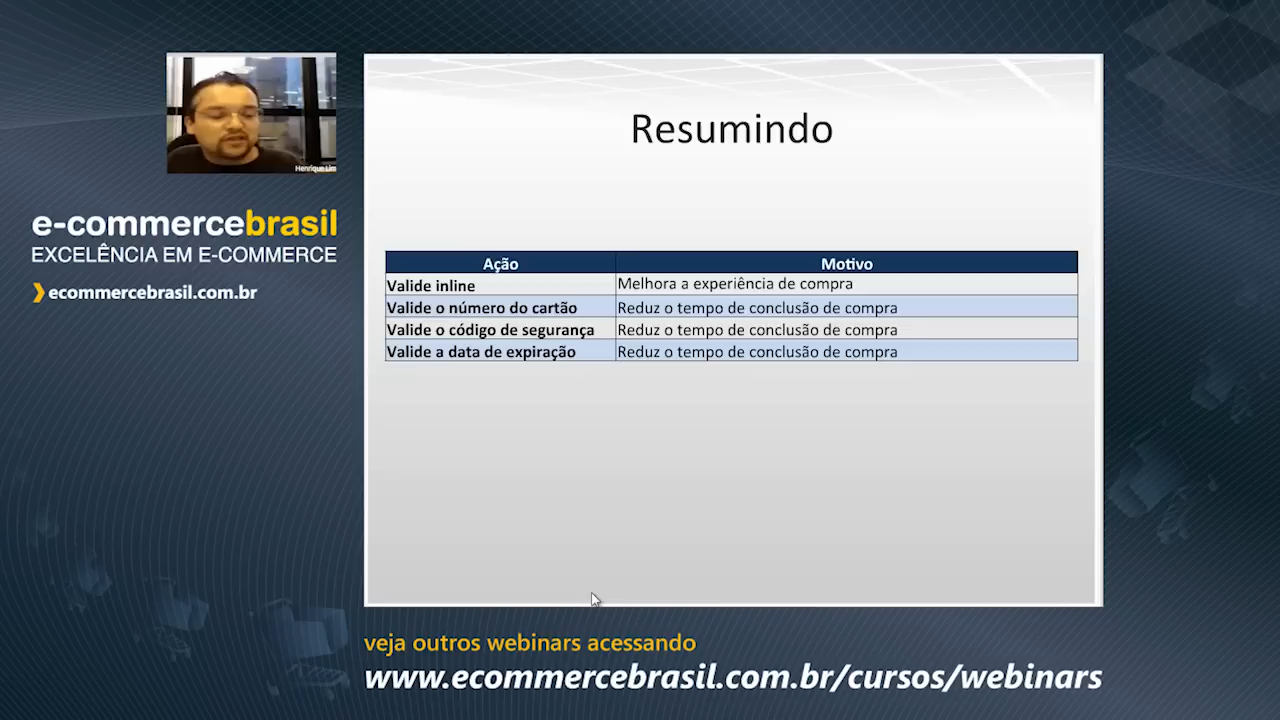 Henrique Lim
e-commercebrasil
EXCELÊNCIA EM E-COMMERCE
ecommercebrasil.com.br
Resumindo
Ação Motivo
Valide inline Melhora a experiência de compra
Valide o número do cartão Reduz o tempo de conclusão de compra
Valide o código de segurança Reduz o tempo de conclusão de compra
Valide a data de expiração Reduz o tempo de conclusão de compra
veja outros webinars acessando
www.ecommercebrasil.com.br/cursos/webinars